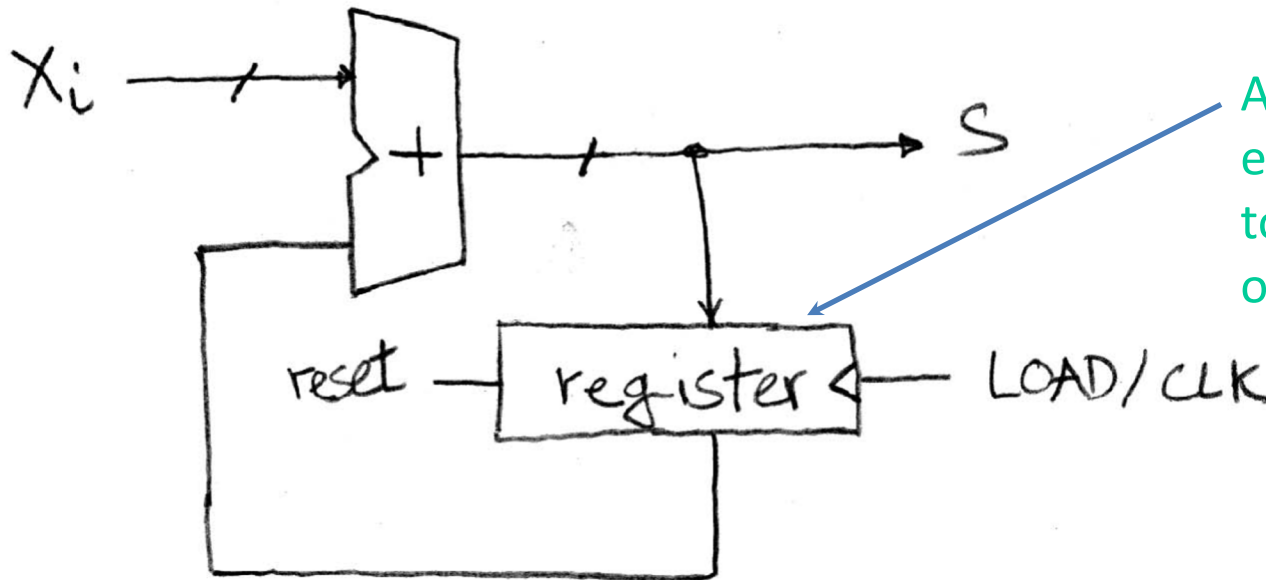 Xi
+
S
reset
register
LOAD/CLK
A